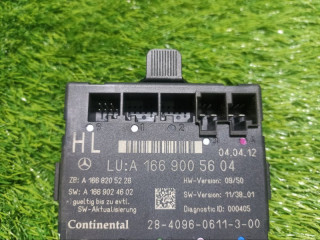 HL
04.04.12
LU:A 166 900 56 04
ZB: A 166 820 52 28
HW-Version: 09/50
SW: A 166 902 46 02
SW-Version: 11/38_01
-gueltig bis zu evtl.
Diagnostic ID: 000405
SW-Aktualisierung
Continental
28-4096-0611-3-00